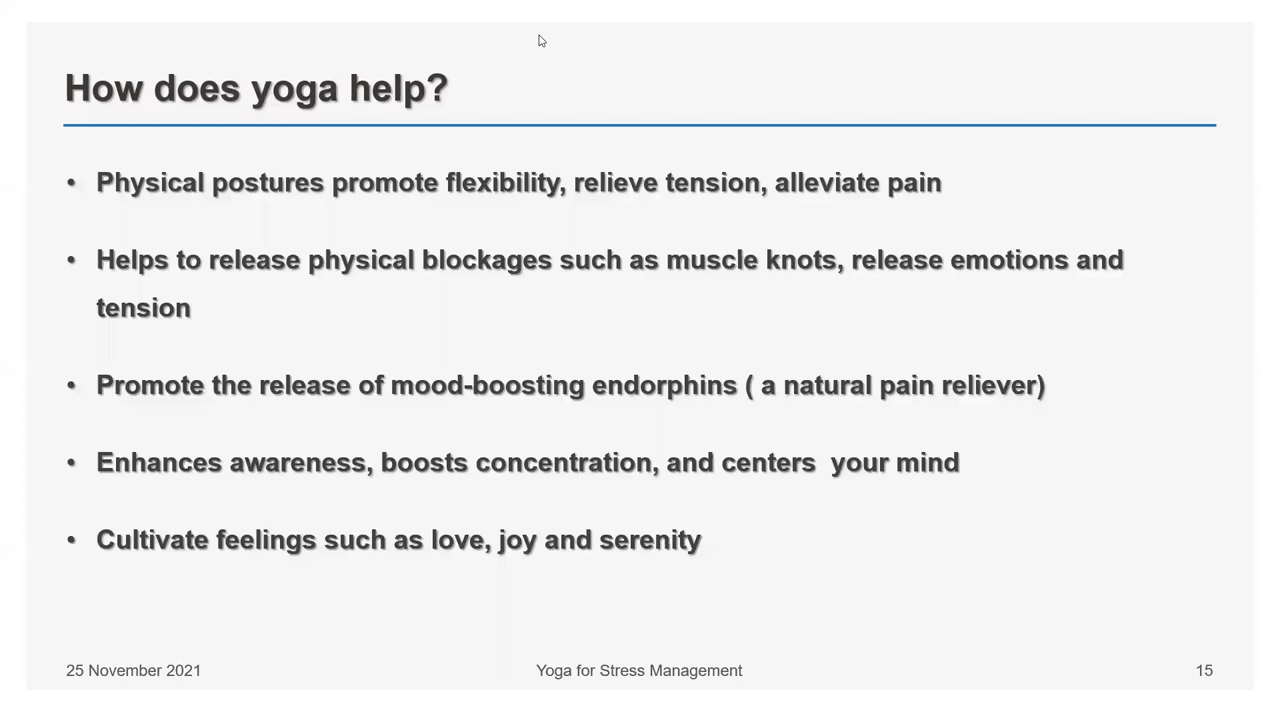 How does yoga help?
• Physical postures promote flexibility, relieve tension, alleviate pain
• Helps to release physical blockages such as muscle knots, release emotions and
tension
• Promote the release of mood-boosting endorphins ( a natural pain reliever)
• Enhances awareness, boosts concentration, and centers  your mind
• Cultivate feelings such as love, joy and serenity
25 November 2021 Yoga for Stress Management 15